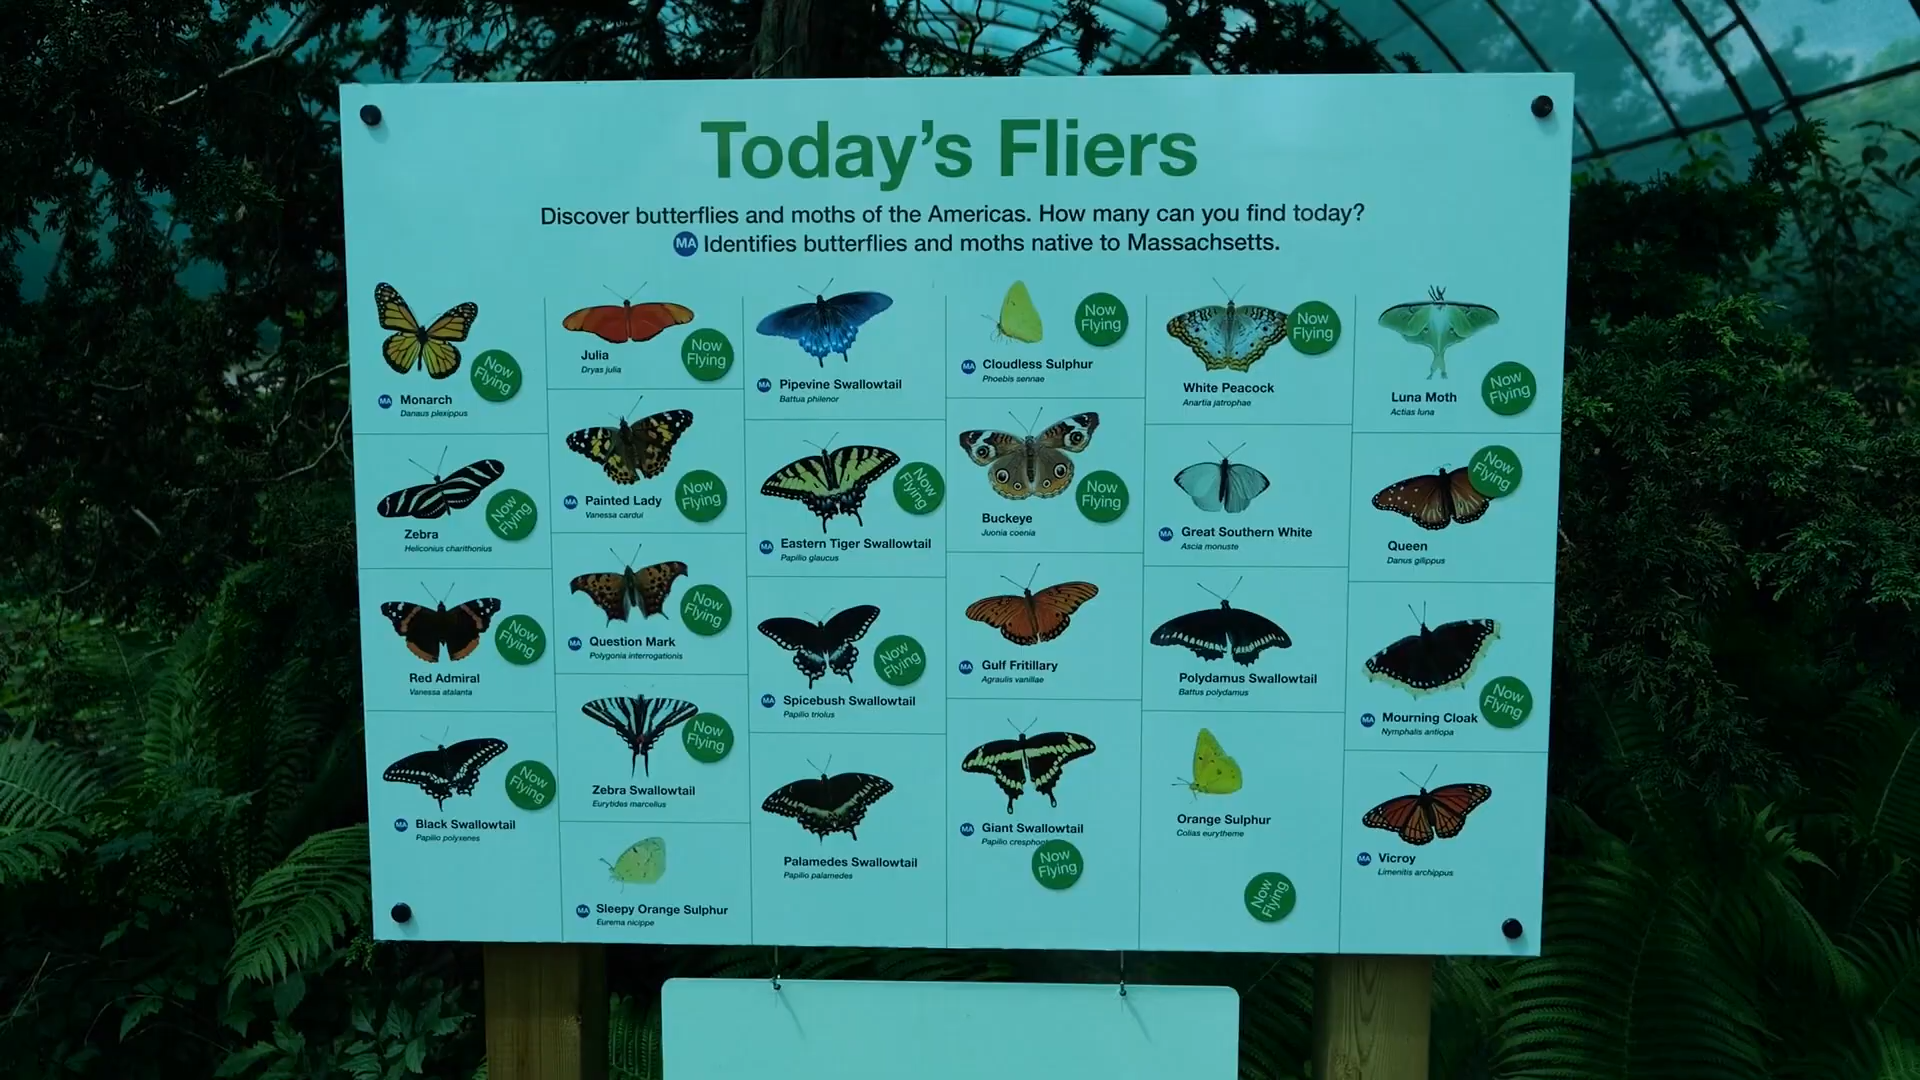 Today's Fliers
Discover butterflies and moths of the Americas. How many can you find today?
MA Identifies butterflies and moths native to Massachsetts.
Now Flying
MA Monarch
Danaus plexippus
Now Flying
Zebra
Heliconius charithonius
Now Flying
Red Admiral
Vanessa atalanta
Now Flying
MA Black Swallowtail
Papilio polyxenes
Now Flying
Julia
Dryas julia
Now Flying
MA Painted Lady
Vanessa cardui
Now Flying
MA Question Mark
Polygonia interrogationis
Now Flying
Zebra Swallowtail
Eurytides marcellus
MA Sleepy Orange Sulphur
Eurema nicippe
MA Pipevine Swallowtail
Battua philenor
Now Flying
MA Eastern Tiger Swallowtail
Papilio glaucus
Now Flying
MA Spicebush Swallowtail
Papilio troilus
Palamedes Swallowtail
Papilio palamedes
Now Flying
MA Cloudless Sulphur
Phoebis sennae
Now Flying
Buckeye
Juonia coenia
MA Gulf Fritillary
Agraulis vanillae
MA Giant Swallowtail
Papilio
Now Flying
Now Flying
White Peacock
Anartia jatrophae
MA Great Southern White
Ascia monuste
Polydamus Swallowtail
Battus polydamus
Orange Sulphur
Colias eurytheme
Now Flying
Now Flying
Luna Moth
Actias luna
Now Flying
Queen
Danus gilippus
Now Flying
MA Mourning Cloak
Nymphalis antiopa
MA Vicroy
Limenitis archippus